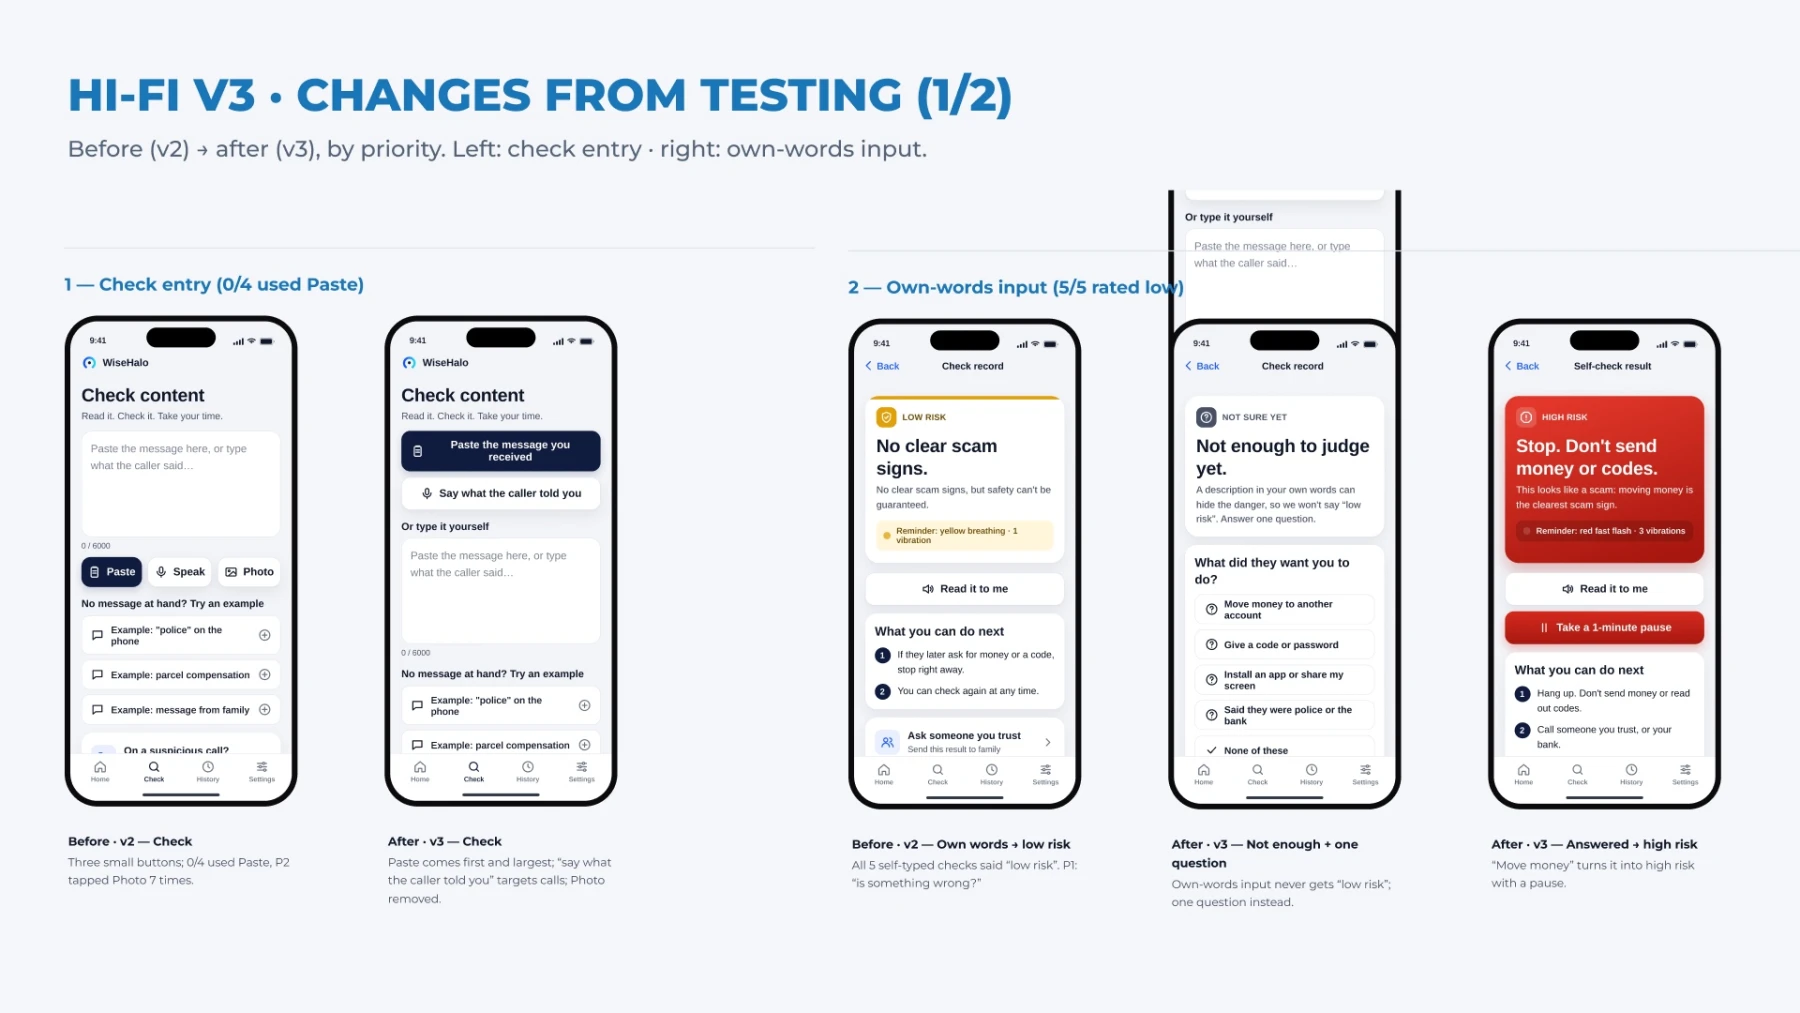 HI-FI V3 · CHANGES FROM TESTING (1/2)
Before (v2) → after (v3), by priority. Left: check entry · right: own-words input.
1 — Check entry (0/4 used Paste)
9:41
WiseHalo
Check content
Read it. Check it. Take your time.
Paste the message here, or type
what the caller said…
0 / 6000
Paste
Speak
Photo
No message at hand? Try an example
Example: "police" on the
phone
Example: parcel compensation
Example: message from family
On a suspicious call?
Home
Check
History
Settings
Before · v2 — Check
Three small buttons; 0/4 used Paste, P2
tapped Photo 7 times.
9:41
WiseHalo
Check content
Read it. Check it. Take your time.
Paste the message you
received
Say what the caller told you
Or type it yourself
Paste the message here, or type
what the caller said…
0 / 6000
No message at hand? Try an example
Example: "police" on the
phone
Example: parcel compensation
Home
Check
History
Settings
After · v3 — Check
Paste comes first and largest; “say what
the caller told you” targets calls; Photo
removed.
2 — Own-words input (5/5 rated low)
9:41
Back
Check record
LOW RISK
No clear scam
signs.
No clear scam signs, but safety can't be
guaranteed.
Reminder: yellow breathing · 1
vibration
Read it to me
What you can do next
1
If they later ask for money or a code,
stop right away.
2
You can check again at any time.
Ask someone you trust
Send this result to family
Home
Check
History
Settings
Before · v2 — Own words → low risk
All 5 self-typed checks said “low risk”. P1:
“is something wrong?”
Or type it yourself
Paste the message here, or type
what the caller said…
9:41
Back
Check record
NOT SURE YET
Not enough to judge
yet.
A description in your own words can
hide the danger, so we won't say “low
risk”. Answer one question.
What did they want you to
do?
Move money to another
account
Give a code or password
Install an app or share my
screen
Said they were police or the
bank
None of these
Home
Check
History
Settings
After · v3 — Not enough + one
question
Own-words input never gets “low risk”;
one question instead.
9:41
Back
Self-check result
HIGH RISK
Stop. Don't send
money or codes.
This looks like a scam: moving money is
the clearest scam sign.
Reminder: red fast flash · 3 vibrations
Read it to me
Take a 1-minute pause
What you can do next
1
Hang up. Don't send money or read
out codes.
2
Call someone you trust, or your
bank.
Home
Check
History
Settings
After · v3 — Answered → high risk
“Move money” turns it into high risk
with a pause.